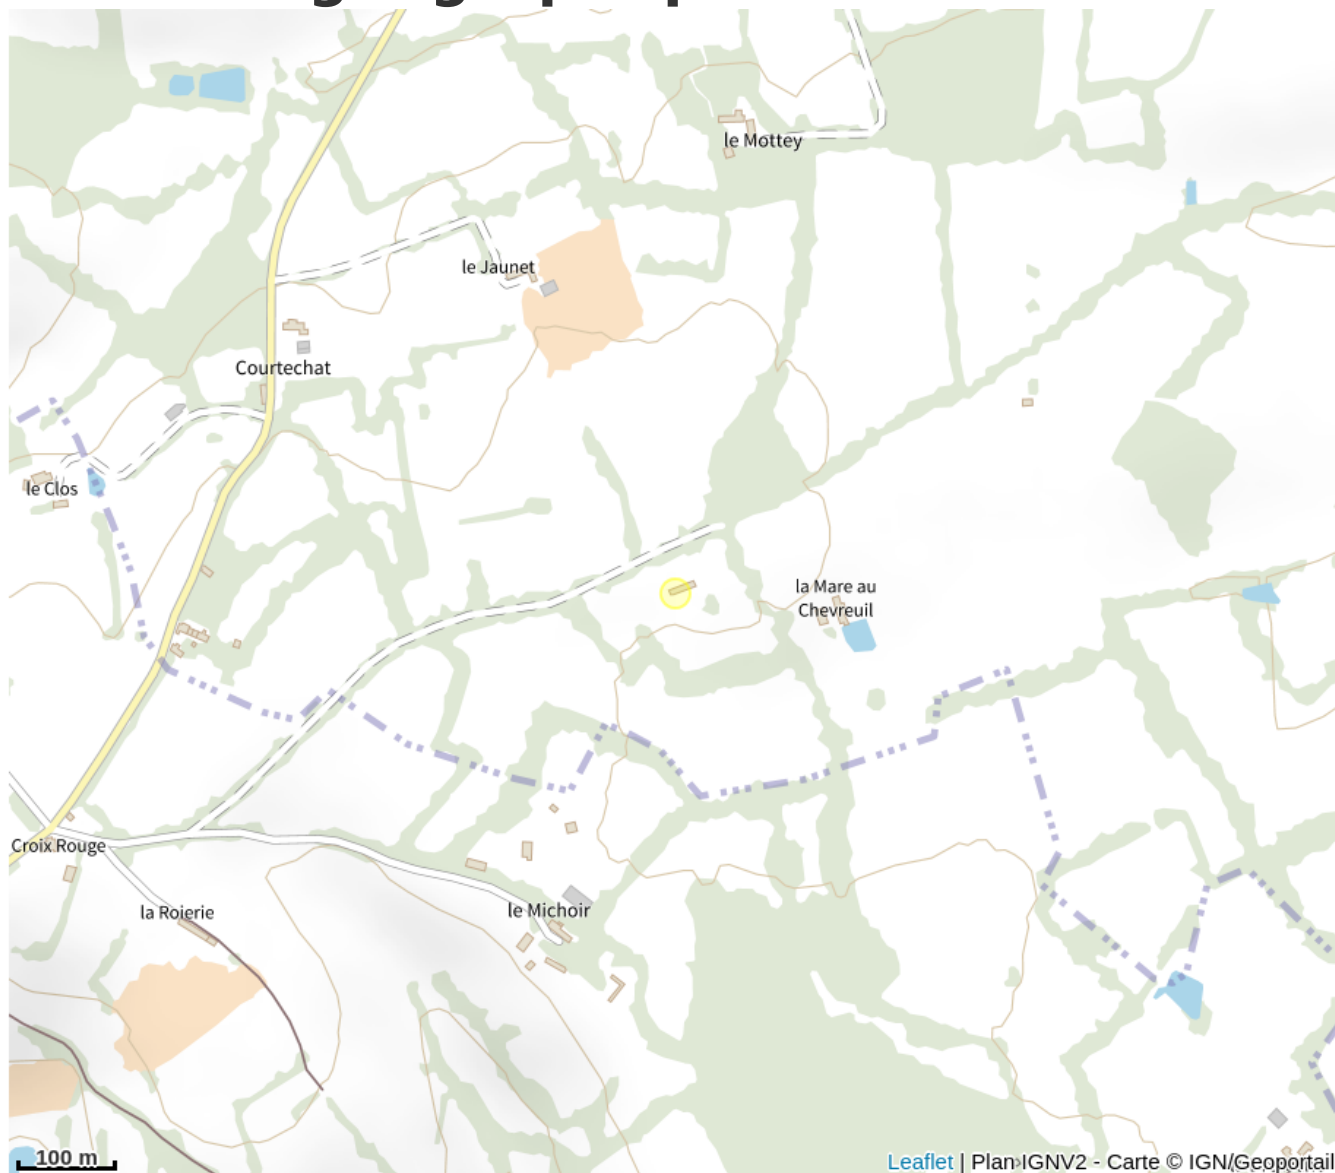 le Mottey
le Jaunet
Courtechat
le Clos
la Mare au
Chevreuil
Croix Rouge
la Roierie
le Michoir
100 m
Leaflet | Plan IGNV2 - Carte © IGN/Geoportail